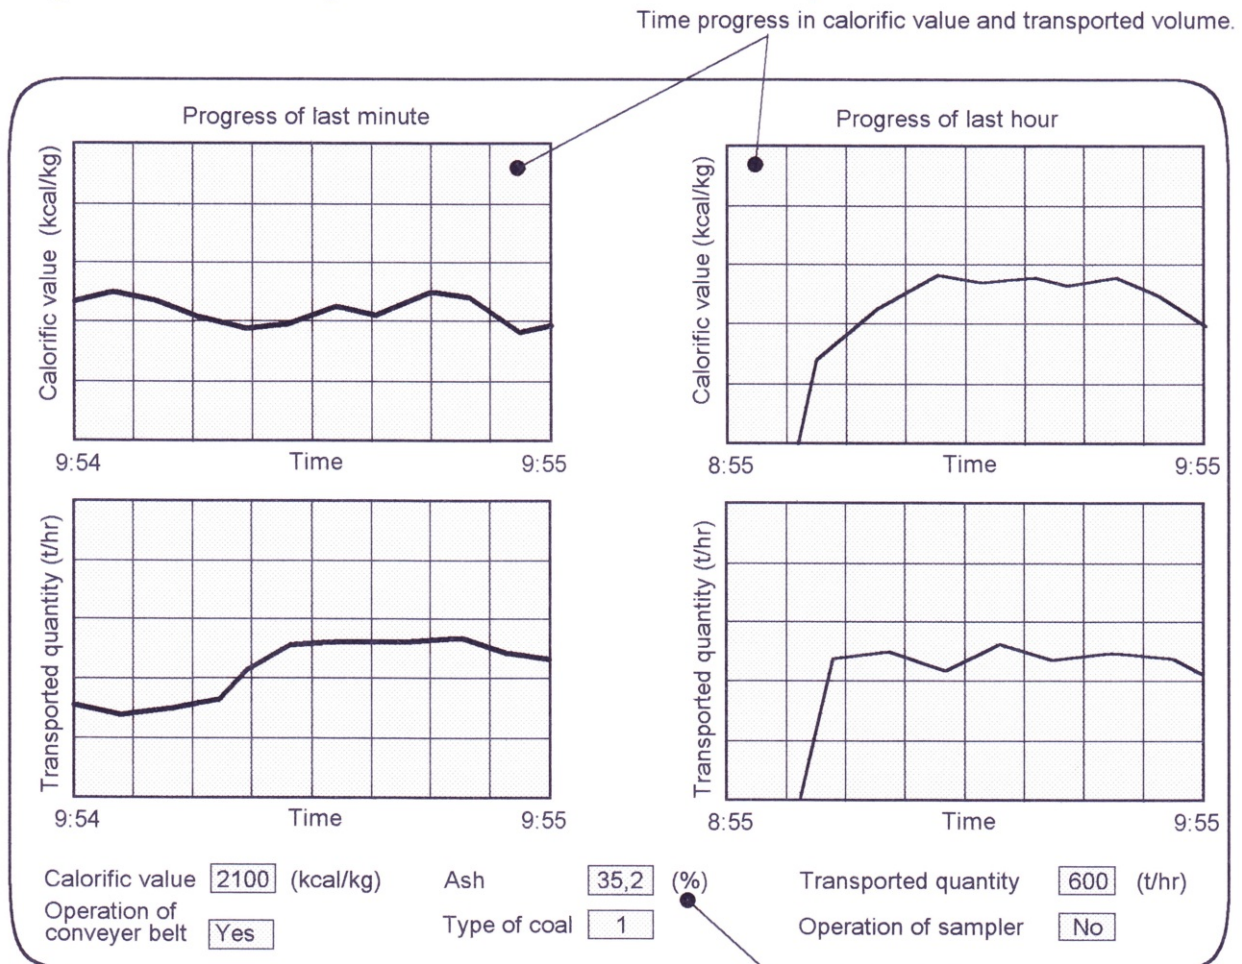 Time progress in calorific value and transported volume.
Progress of last minute
Progress of last hour
Calorific value (kcal/kg)
Calorific value (kcal/kg)
9:54 Time 9:55
8:55 Time 9:55
Transported quantity (t/hr)
Transported quantity (t/hr)
9:54 Time 9:55
8:55 Time 9:55
Calorific value 2100 (kcal/kg) Ash 35,2 (%) Transported quantity 600 (t/hr)
Operation of
conveyer belt Yes Type of coal 1 Operation of sampler No